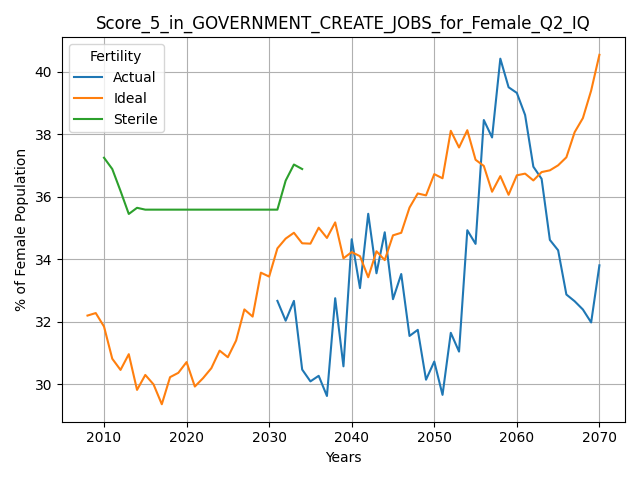 Score_5_in_GOVERNMENT_CREATE_JOBS_for_Female_Q2_IQ
Fertility
Actual
Ideal
Sterile
% of Female Population
40
38
36
34
32
30
2010 2020 2030 2040 2050 2060 2070
Years